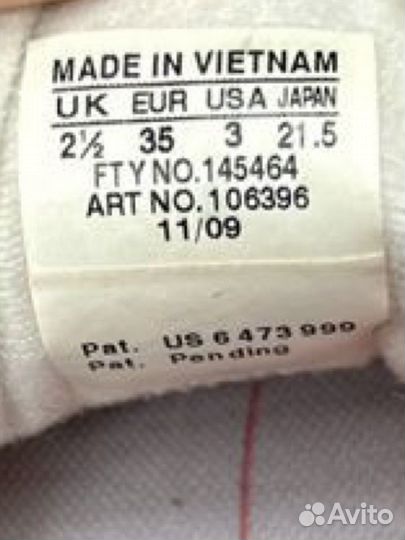 MADE IN VIETNAM
UK EUR USA JAPAN
2½ 35 3 21.5
FTY NO. 145464
ART NO. 106396
11/09
Pat. US 6 473 999
Pat. Pending
Avito